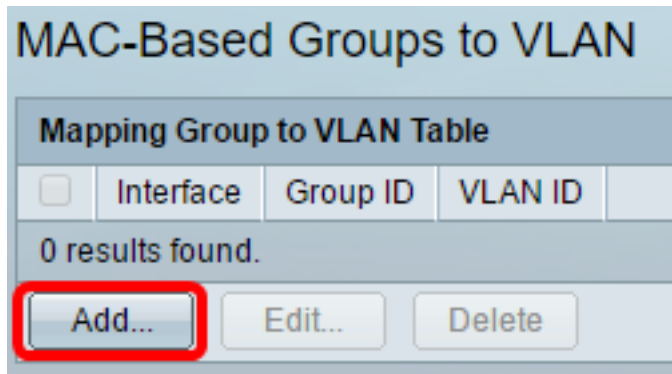 MAC-Based Groups to VLAN
Mapping Group to VLAN Table
Interface Group ID VLAN ID
0 results found.
Add... Edit... Delete